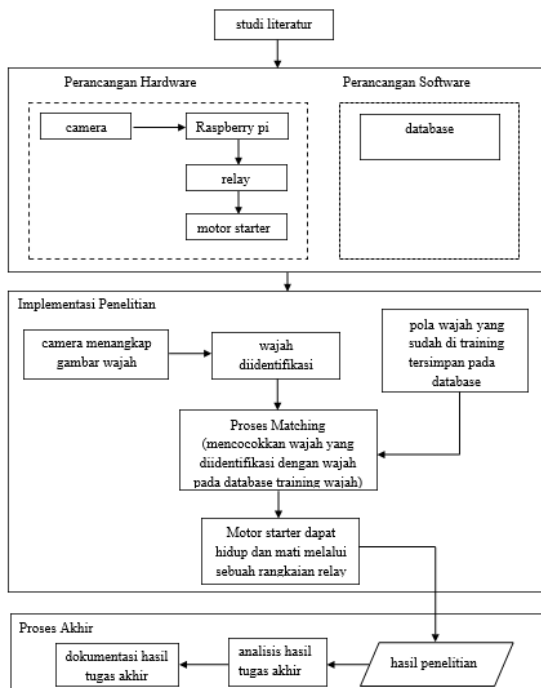 studi literatur
Perancangan Hardware
Perancangan Software
camera
Raspberry pi
database
relay
motor starter
Implementasi Penelitian
camera menangkap
gambar wajah
wajah
diidentifikasi
pola wajah yang
sudah di training
tersimpan pada
database
Proses Matching
(mencocokkan wajah yang
diidentifikasi dengan wajah
pada database training wajah)
Motor starter dapat
hidup dan mati melalui
sebuah rangkaian relay
Proses Akhir
dokumentasi hasil
tugas akhir
analisis hasil
tugas akhir
hasil penelitian